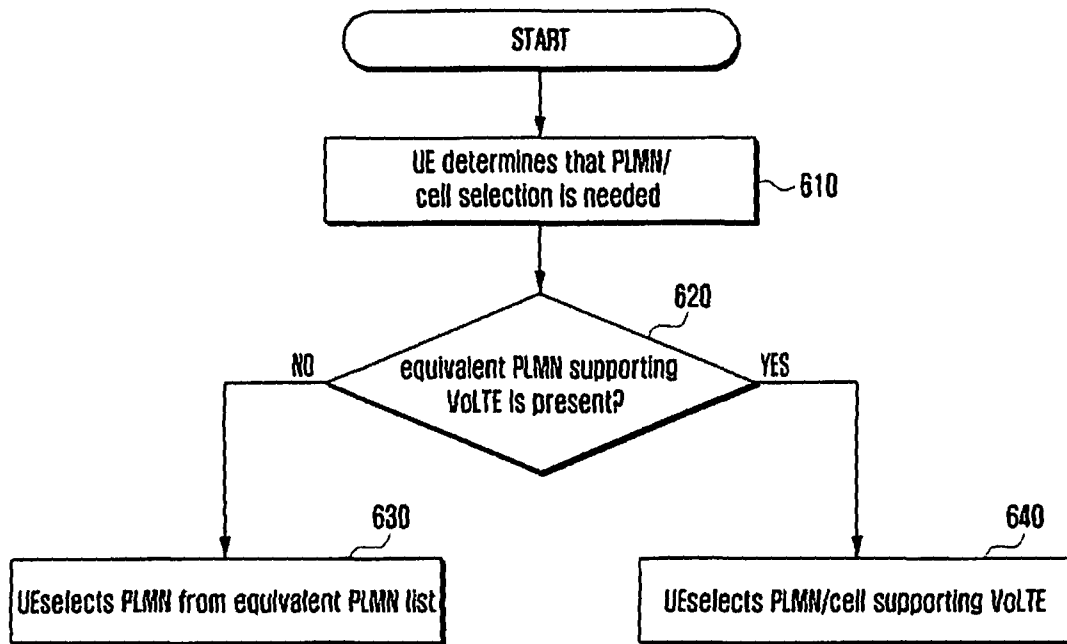 START
UE determines that PLMN/
cell selection is needed
610
620
NO
equivalent PLMN supporting
VoLTE is present?
YES
630
640
UEselects PLMN from equivalent PLMN list
UEselects PLMN/cell supporting VoLTE